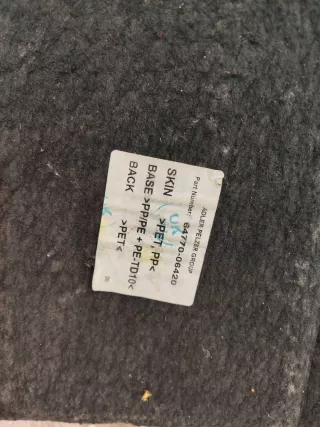 ADLER PELZER GROUP
Part Number: 64770-06420
SKIN >PET, PP<
BASE >PP/PE + PE-TD10<
BACK >PET<